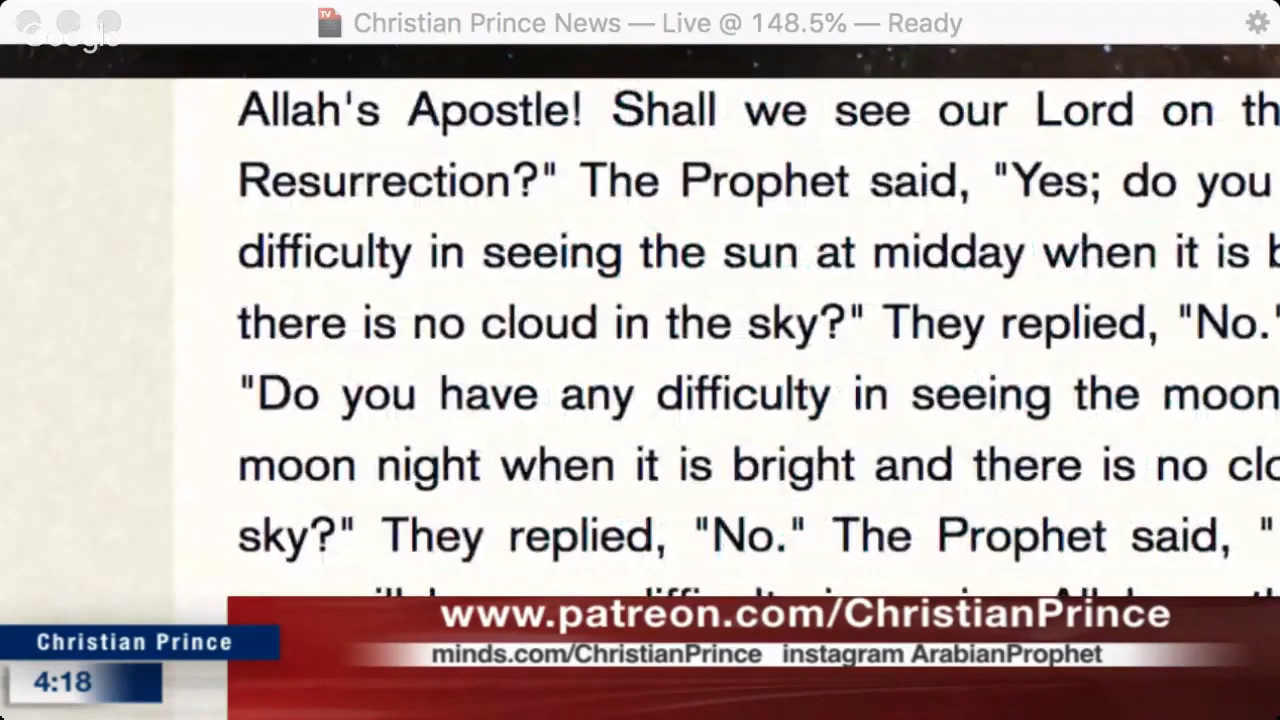 Christian Prince News — Live @ 148.5% — Ready
Google
Allah's Apostle! Shall we see our Lord on th
Resurrection?" The Prophet said, "Yes; do you
difficulty in seeing the sun at midday when it is b
there is no cloud in the sky?" They replied, "No."
"Do you have any difficulty in seeing the moon
moon night when it is bright and there is no clo
sky?" They replied, "No." The Prophet said, "
www.patreon.com/ChristianPrince
minds.com/ChristianPrince instagram ArabianProphet
Christian Prince
4:18